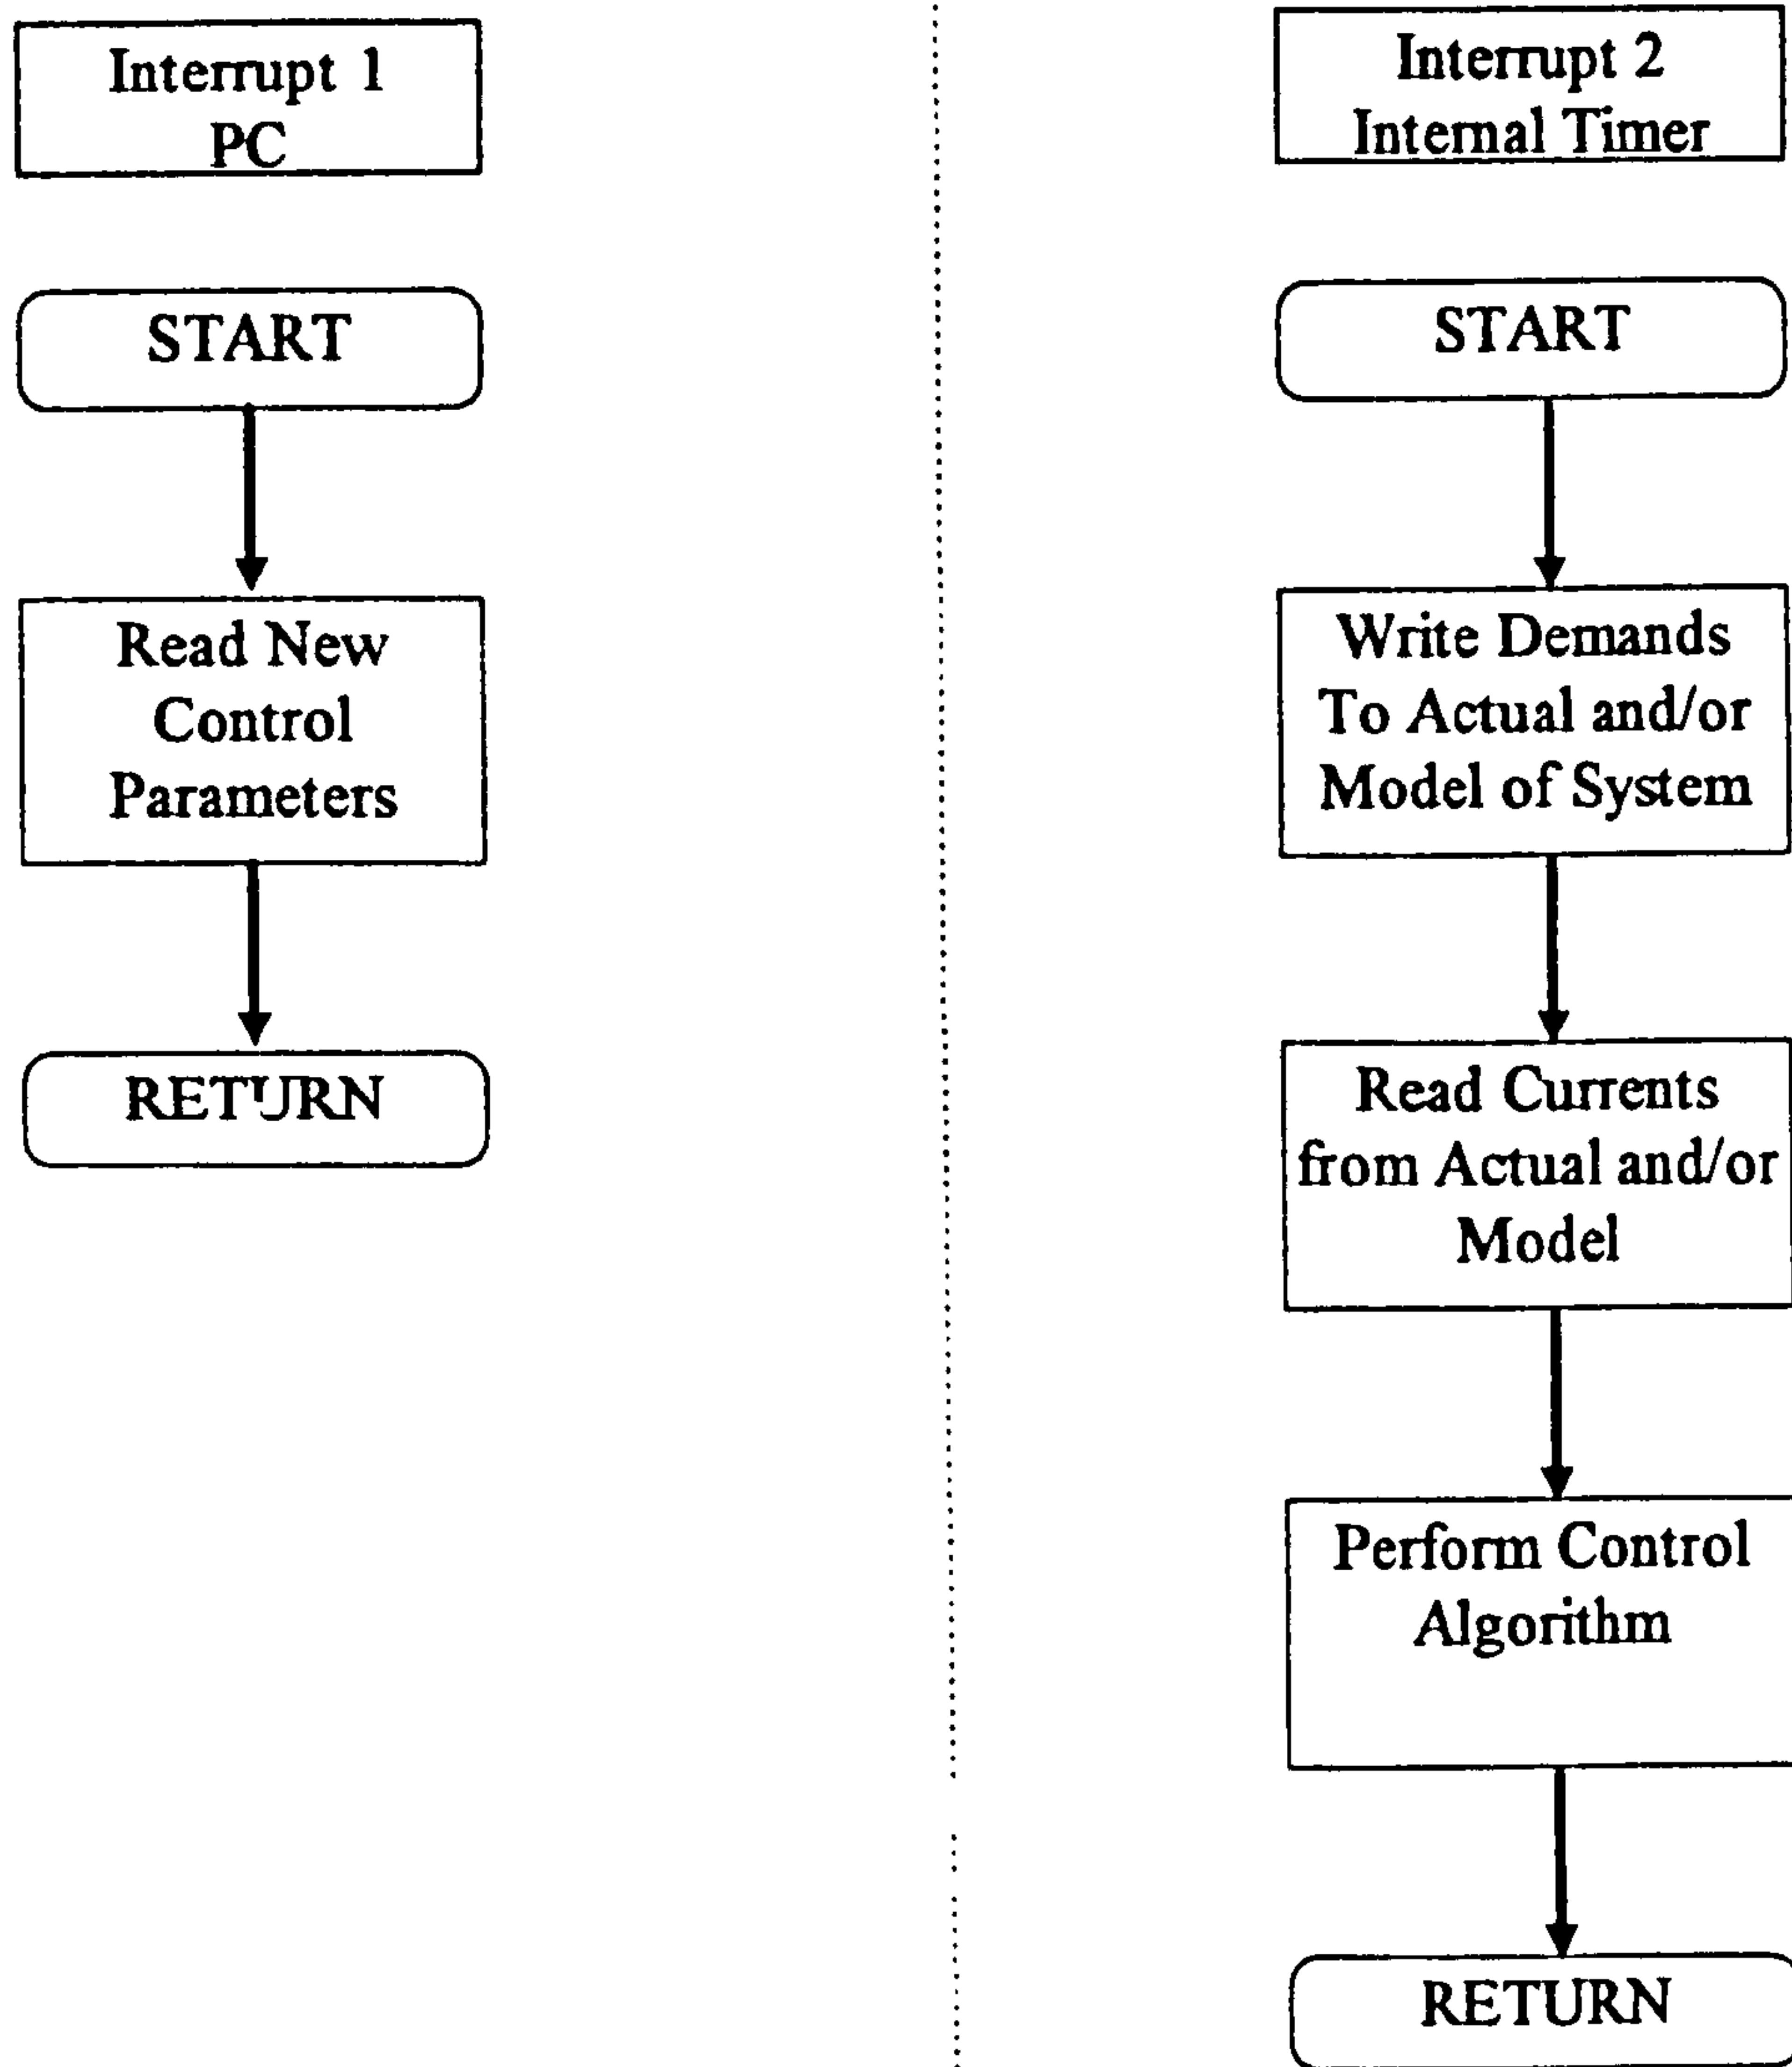 Interrupt 1
PC
START
Read New
Control
Parameters
RETURN
Interrupt 2
Internal Timer
START
Write Demands
To Actual and/or
Model of System
Read Currents
from Actual and/or
Model
Perform Control
Algorithm
RETURN